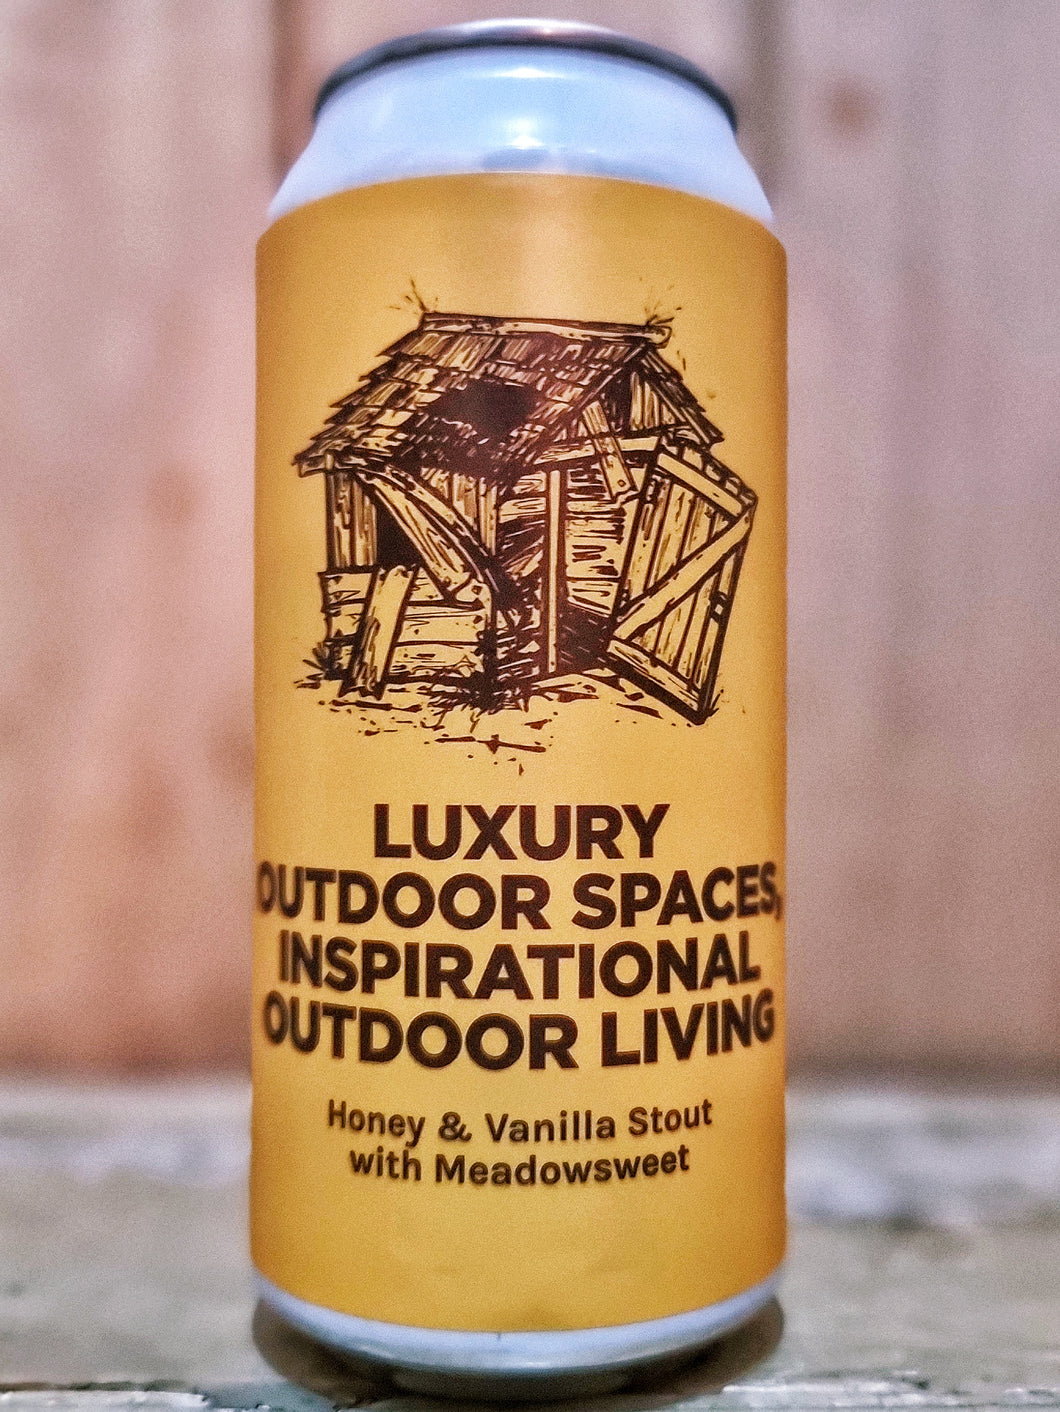 LUXURY
OUTDOOR SPACES,
INSPIRATIONAL
OUTDOOR LIVING
Honey & Vanilla Stout
with Meadowsweet